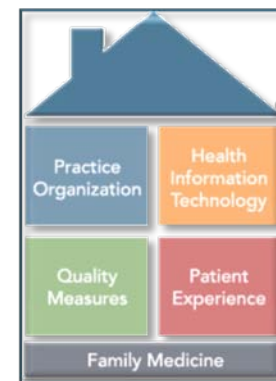 Practice
Organization
Health
Information
Technology
Quality
Measures
Patient
Experience
Family Medicine